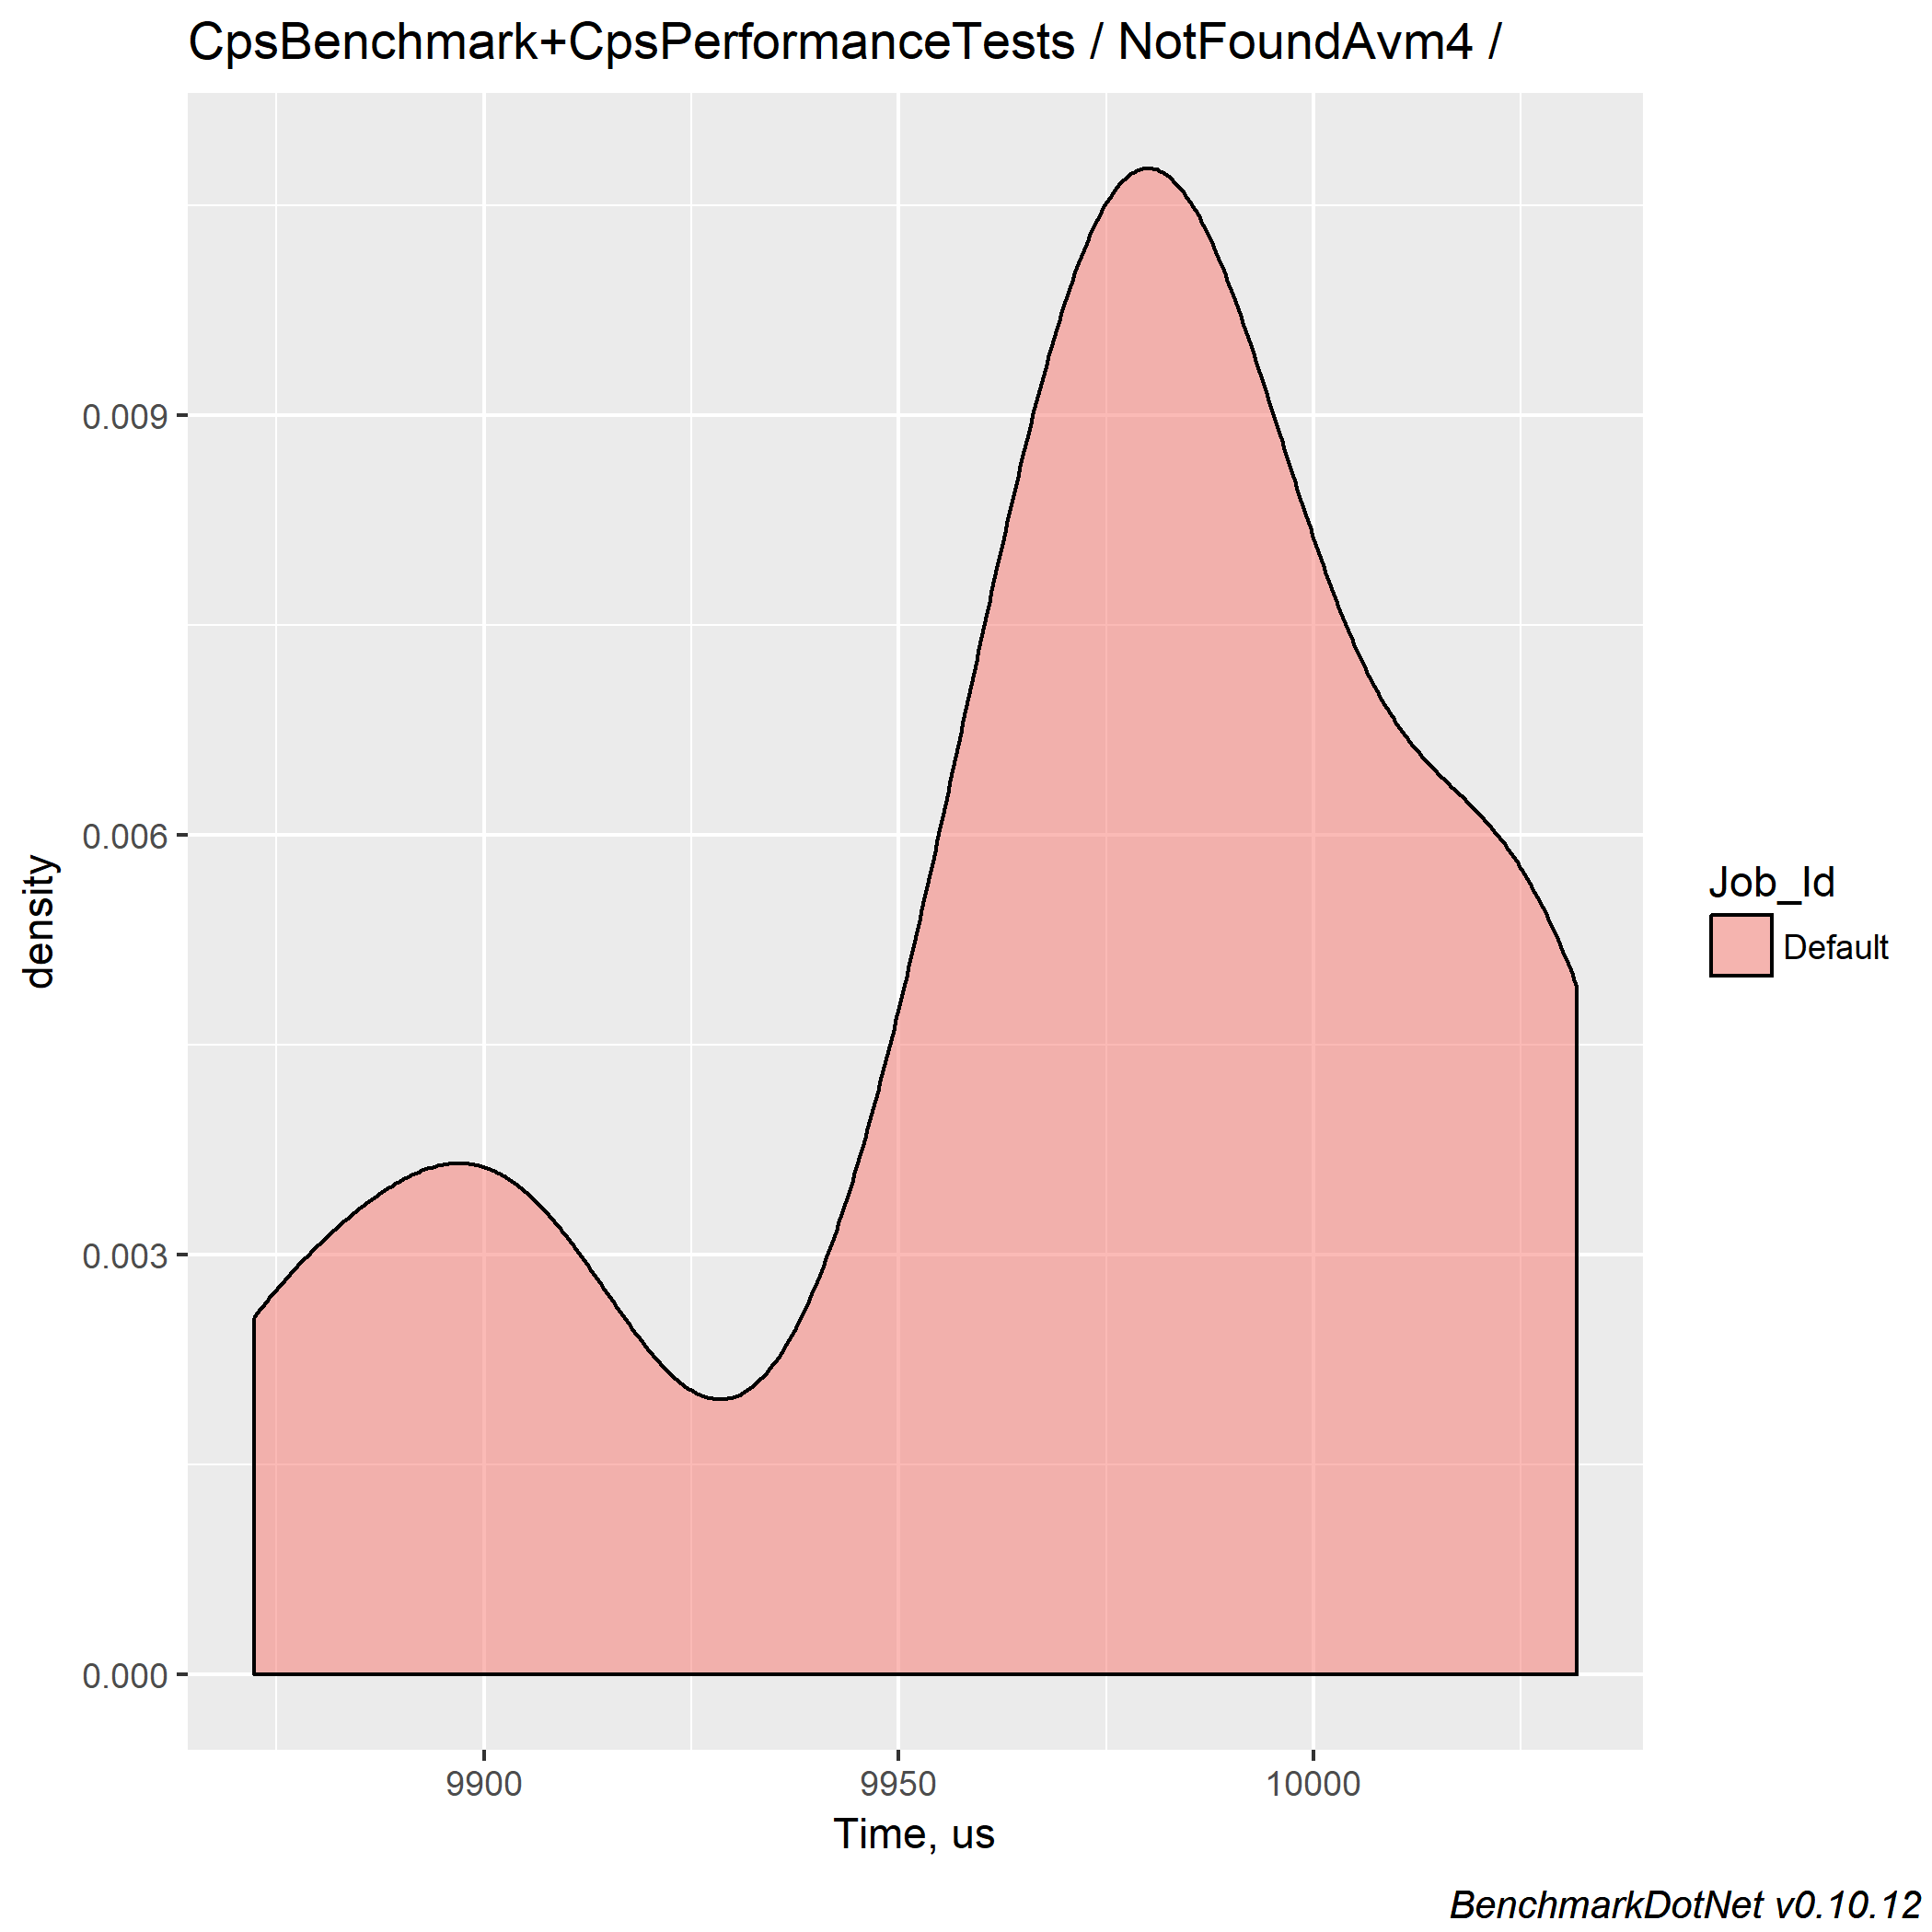 CpsBenchmark+CpsPerformanceTests / NotFoundAvm4 /
density
0.009
0.006
0.003
0.000
9900 9950 10000
Time, us
Job_Id
Default
BenchmarkDotNet v0.10.12